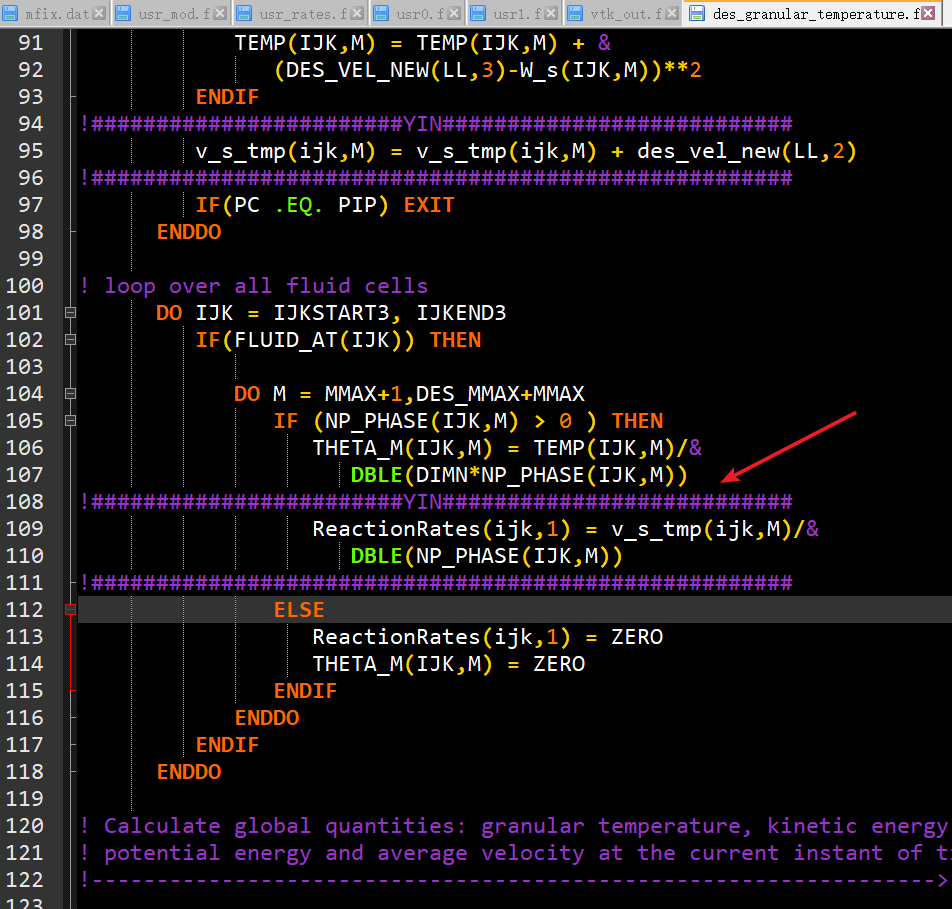 mfix.dat usr_mod.f usr_rates.f usr0.f usr1.f vtk_out.f des_granular_temperature.f
91 TEMP(IJK,M) = TEMP(IJK,M) + &
92 (DES_VEL_NEW(LL,3)-W_s(IJK,M))**2
93 ENDIF
94 !##########################YIN###########################
95 v_s_tmp(ijk,M) = v_s_tmp(ijk,M) + des_vel_new(LL,2)
96 !########################################################
97 IF(PC .EQ. PIP) EXIT
98 ENDDO
99
100 ! loop over all fluid cells
101 DO IJK = IJKSTART3, IJKEND3
102 IF(FLUID_AT(IJK)) THEN
103
104 DO M = MMAX+1,DES_MMAX+MMAX
105 IF (NP_PHASE(IJK,M) > 0 ) THEN
106 THETA_M(IJK,M) = TEMP(IJK,M)/&
107 DBLE(DIMN*NP_PHASE(IJK,M))
108 !##########################YIN###########################
109 ReactionRates(ijk,1) = v_s_tmp(ijk,M)/&
110 DBLE(NP_PHASE(IJK,M))
111 !########################################################
112 ELSE
113 ReactionRates(ijk,1) = ZERO
114 THETA_M(IJK,M) = ZERO
115 ENDIF
116 ENDDO
117 ENDIF
118 ENDDO
119
120 ! Calculate global quantities: granular temperature, kinetic energy
121 ! potential energy and average velocity at the current instant of t
122 !----------------------------------------------------------------->
123